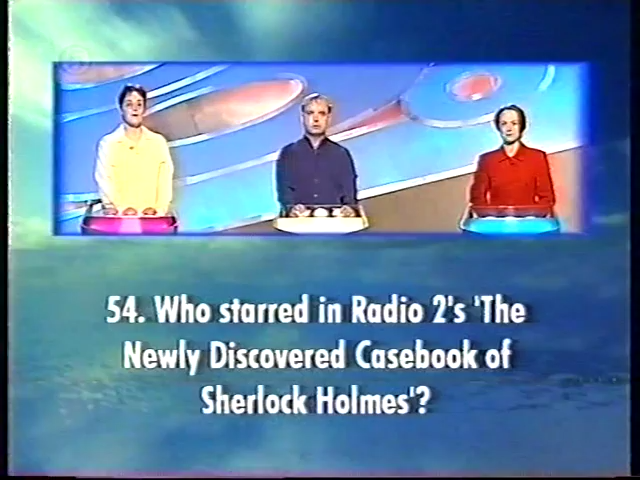 54. Who starred in Radio 2's 'The
Newly Discovered Casebook of
Sherlock Holmes'?